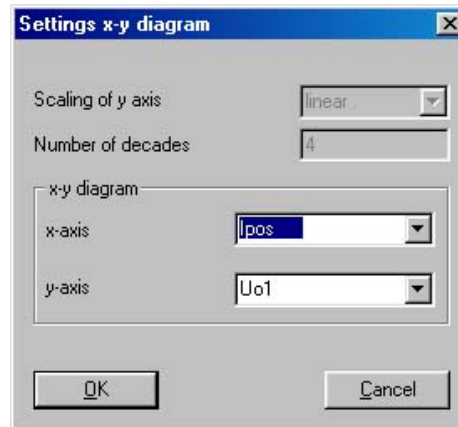 Settings x-y diagram
Scaling of y axis linear
Number of decades 4
x-y diagram
x-axis Ipos
y-axis Uo1
OK Cancel